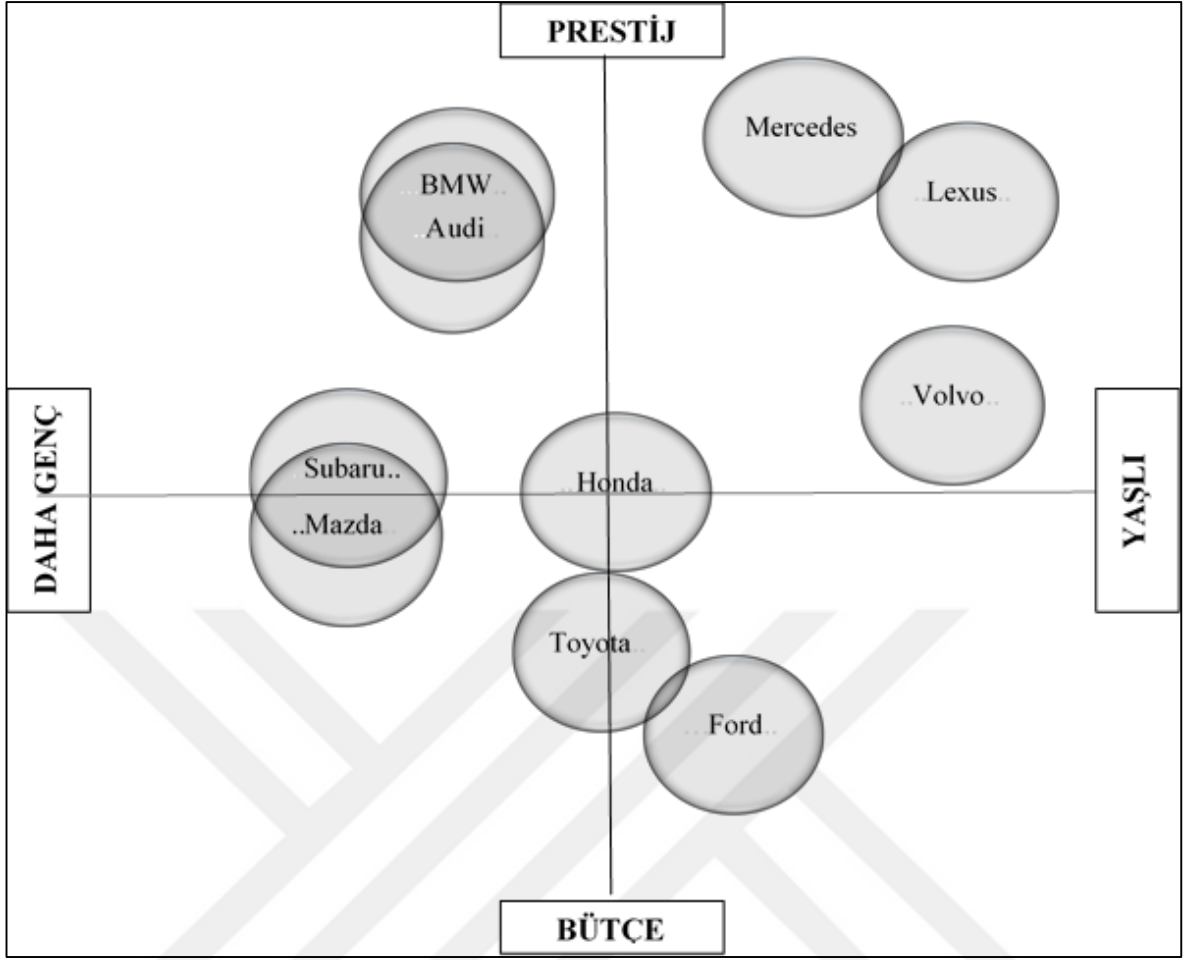 PRESTİJ
Mercedes
...BMW..
..Lexus..
..Audi
..Volvo..
DAHA GENÇ
Subaru..
..Honda..
YAŞLI
..Mazda
Toyota..
...Ford..
BÜTÇE